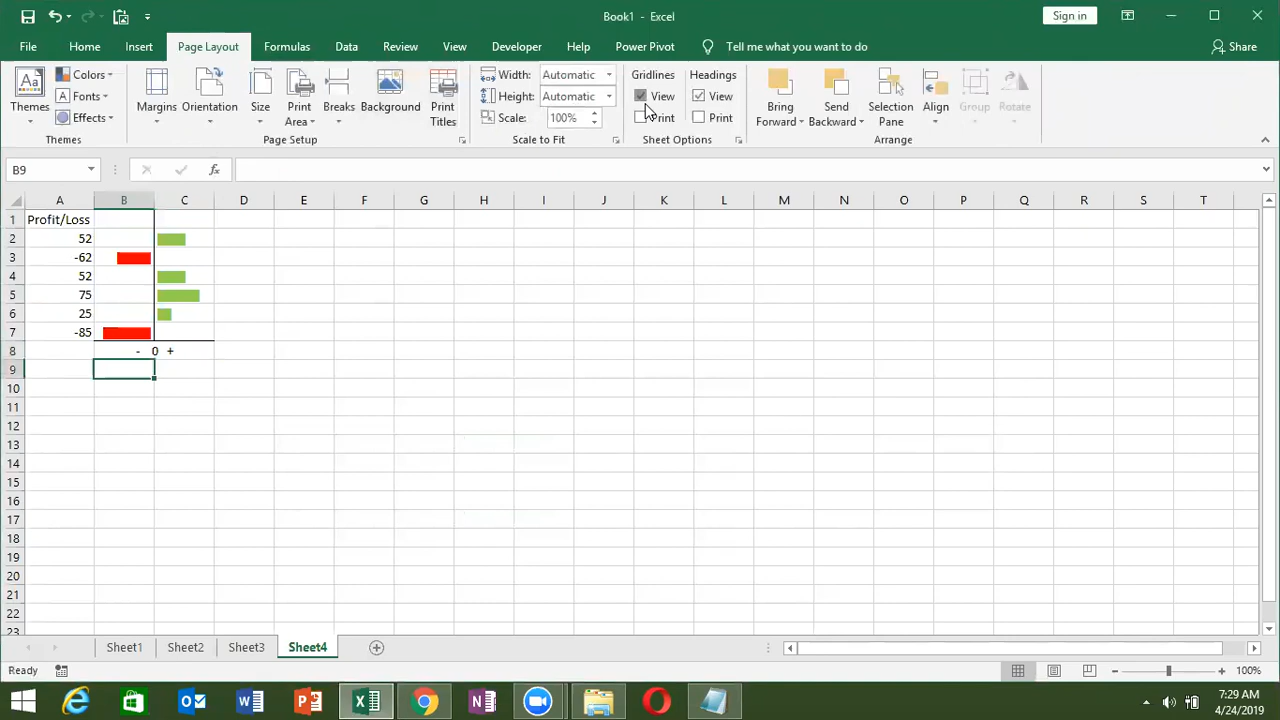 Book1 - Excel
Sign in
File Home Insert Page Layout Formulas Data Review View Developer Help Power Pivot Tell me what you want to do Share
Themes
Colors
Fonts
Effects
Themes
Margins
Orientation
Size
Print Area
Breaks
Background
Print Titles
Page Setup
Width: Automatic
Height: Automatic
Scale: 100%
Scale to Fit
Gridlines
View
Print
Headings
View
Print
Sheet Options
Bring Forward
Send Backward
Selection Pane
Align
Group
Rotate
Arrange
B9 fx
A B C D E F G H I J K L M N O P Q R S T
1 Profit/Loss
2 52
3 -62
4 52
5 75
6 25
7 -85
8 - 0 +
9
10
11
12
13
14
15
16
17
18
19
20
21
22
23
Sheet1 Sheet2 Sheet3 Sheet4
Ready 100%
7:29 AM
4/24/2019